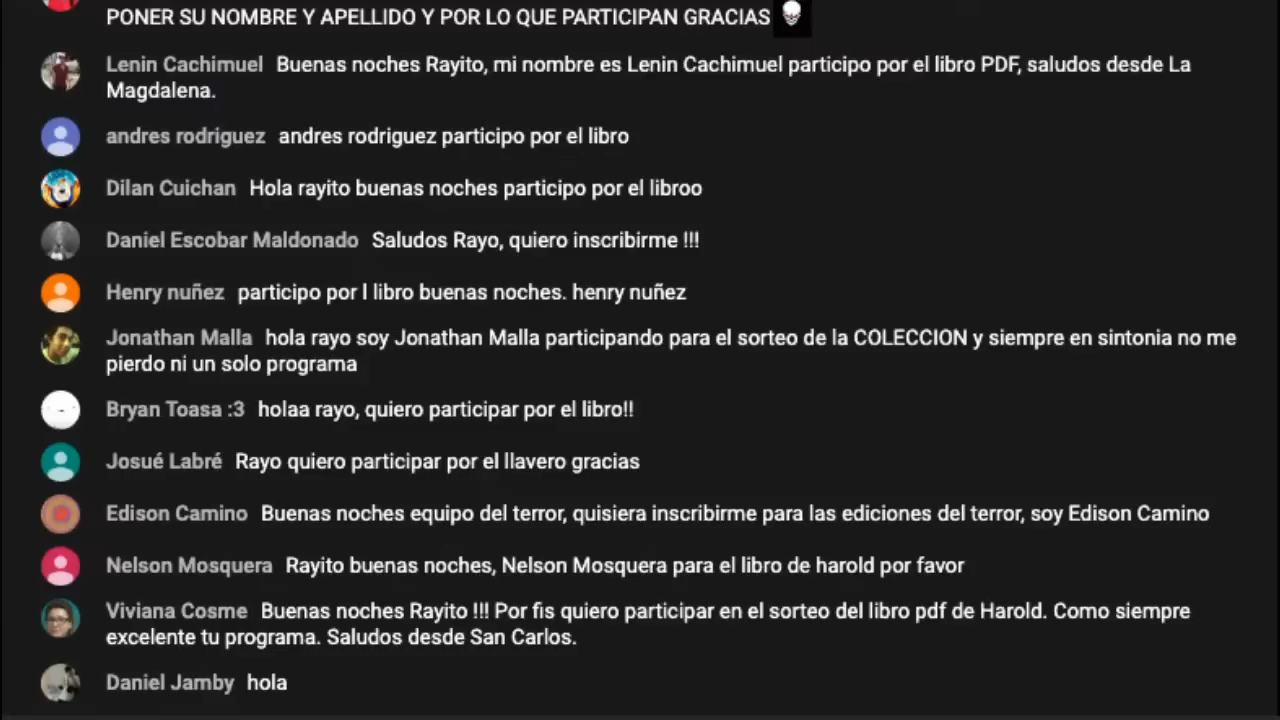 PONER SU NOMBRE Y APELLIDO Y POR LO QUE PARTICIPAN GRACIAS
Lenin Cachimuel Buenas noches Rayito, mi nombre es Lenin Cachimuel participo por el libro PDF, saludos desde La
Magdalena.
andres rodriguez andres rodriguez participo por el libro
Dilan Cuichan Hola rayito buenas noches participo por el libroo
Daniel Escobar Maldonado Saludos Rayo, quiero inscribirme !!!
Henry nuñez participo por l libro buenas noches. henry nuñez
Jonathan Malla hola rayo soy Jonathan Malla participando para el sorteo de la COLECCION y siempre en sintonia no me
pierdo ni un solo programa
Bryan Toasa :3 holaa rayo, quiero participar por el libro!!
Josué Labré Rayo quiero participar por el llavero gracias
Edison Camino Buenas noches equipo del terror, quisiera inscribirme para las ediciones del terror, soy Edison Camino
Nelson Mosquera Rayito buenas noches, Nelson Mosquera para el libro de harold por favor
Viviana Cosme Buenas noches Rayito !!! Por fis quiero participar en el sorteo del libro pdf de Harold. Como siempre
excelente tu programa. Saludos desde San Carlos.
Daniel Jamby hola